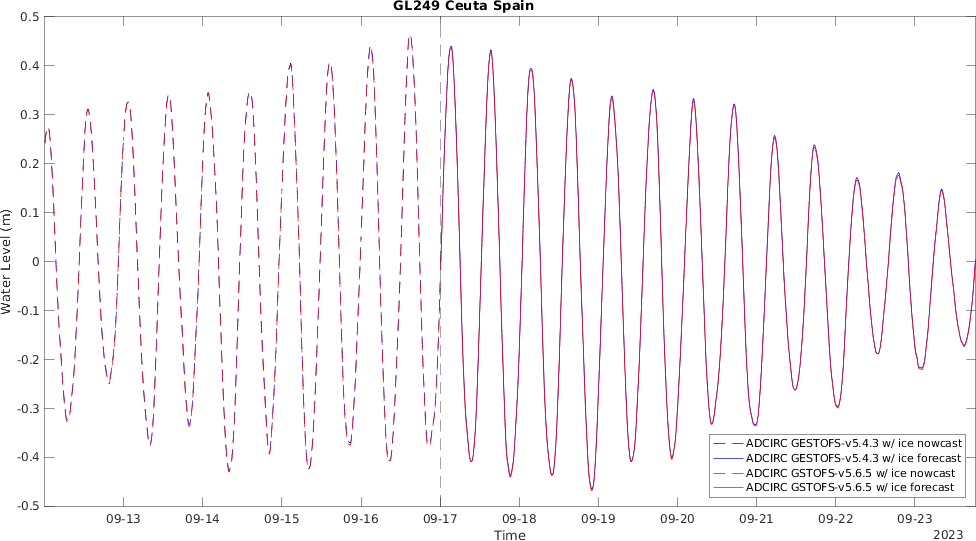 GL249 Ceuta Spain
0.5
0.4
0.3
0.2
0.1
0
-0.1
-0.2
-0.3
-0.4
-0.5
Water Level (m)
ADCIRC GESTOFS-v5.4.3 w/ ice nowcast
ADCIRC GESTOFS-v5.4.3 w/ ice forecast
ADCIRC GSTOFS-v5.6.5 w/ ice nowcast
ADCIRC GSTOFS-v5.6.5 w/ ice forecast
09-13 09-14 09-15 09-16 09-17 09-18 09-19 09-20 09-21 09-22 09-23
Time
2023